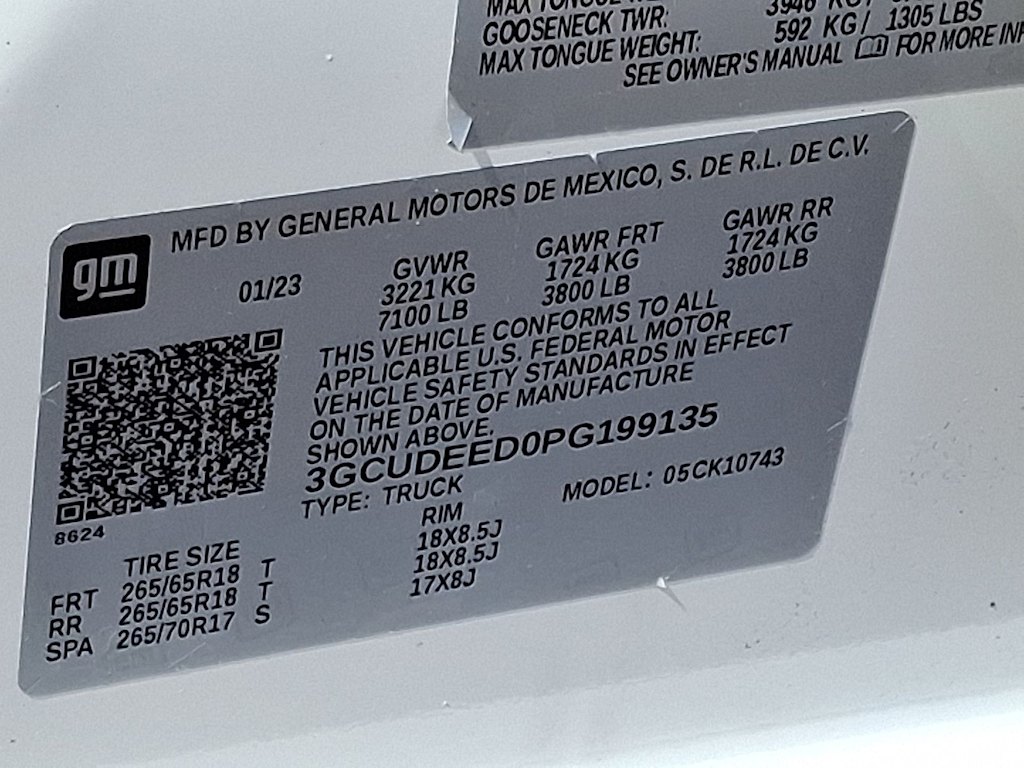 MAX TONGUE
GOOSENECK TWR: 3946 KG/
MAX TONGUE WEIGHT: 592 KG/ 1305 LBS
SEE OWNER'S MANUAL FOR MORE
gm
MFD BY GENERAL MOTORS DE MEXICO, S. DE R.L. DE C.V.
01/23 GVWR GAWR FRT GAWR RR
3221 KG 1724 KG 1724 KG
7100 LB 3800 LB 3800 LB
THIS VEHICLE CONFORMS TO ALL
APPLICABLE U.S. FEDERAL MOTOR
VEHICLE SAFETY STANDARDS IN EFFECT
ON THE DATE OF MANUFACTURE
SHOWN ABOVE.
3GCUDEED0PG199135
TYPE: TRUCK MODEL: 05CK10743
8624
TIRE SIZE RIM
FRT 265/65R18 T 18X8.5J
RR 265/65R18 T 18X8.5J
SPA 265/70R17 S 17X8J